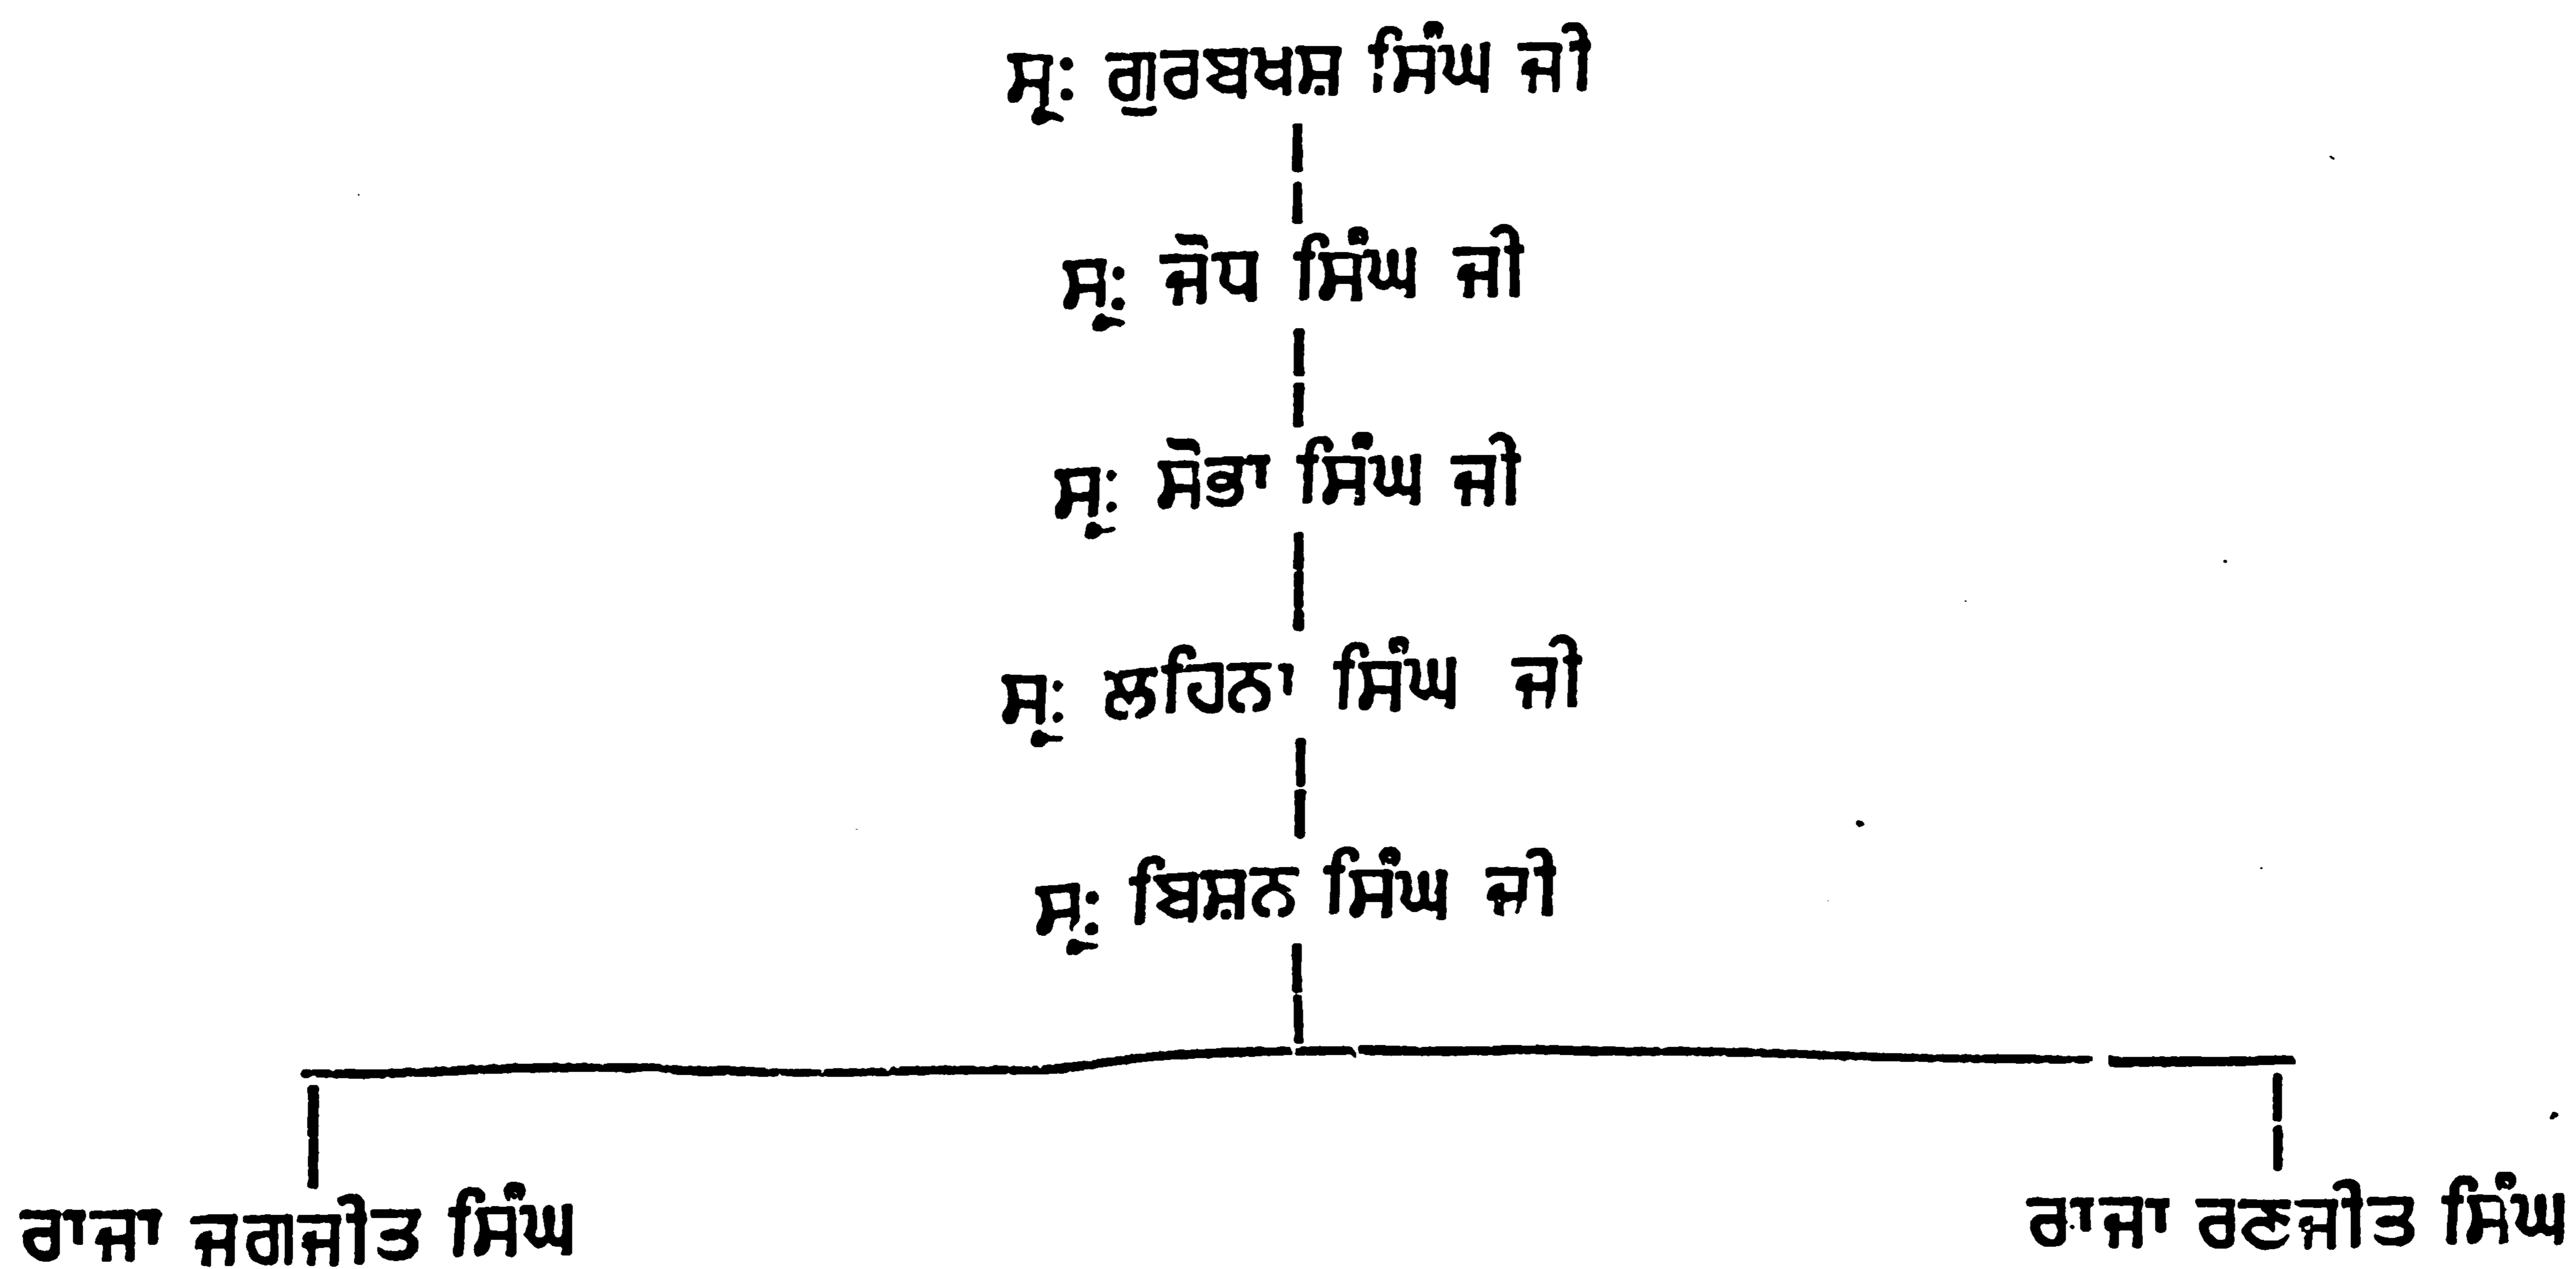 ਸ੍ਰ: ਗੁਰਬਖਸ਼ ਸਿੰਘ ਜੀ
ਸ੍ਰ: ਜੋਧ ਸਿੰਘ ਜੀ
ਸ੍ਰ: ਸੋਭਾ ਸਿੰਘ ਜੀ
ਸ੍ਰ: ਲਹਿਨਾ ਸਿੰਘ ਜੀ
ਸ੍ਰ: ਬਿਸ਼ਨ ਸਿੰਘ ਜੀ
ਰਾਜਾ ਜਗਜੀਤ ਸਿੰਘ
ਰਾਜਾ ਰਣਜੀਤ ਸਿੰਘ